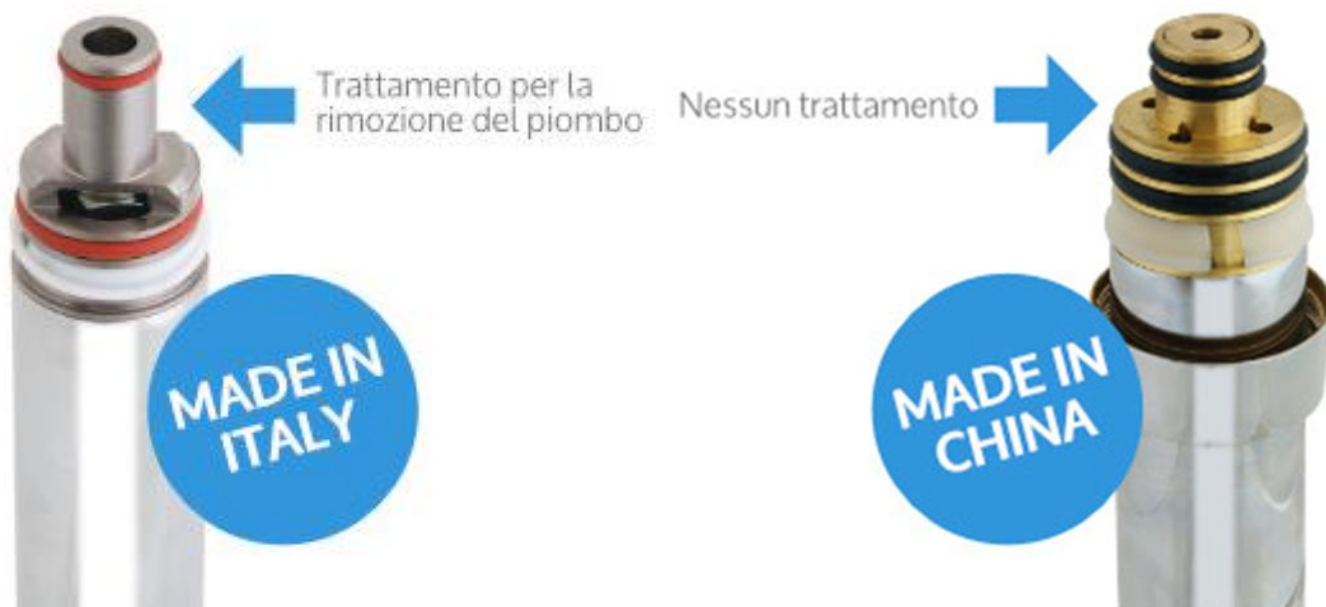 Trattamento per la
rimozione del piombo
Nessun trattamento
MADE IN
ITALY
MADE IN
CHINA